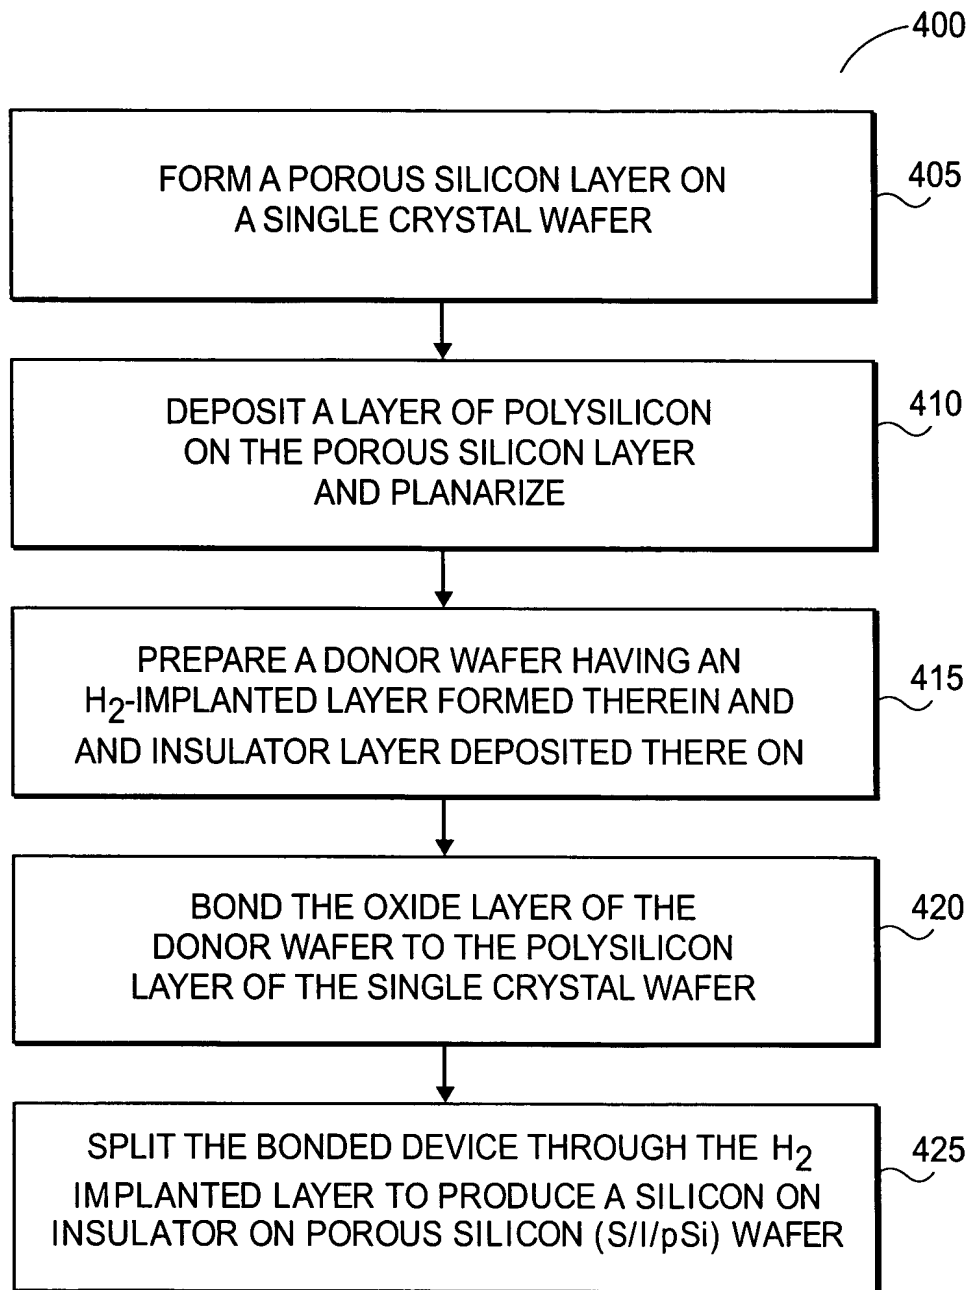 400
FORM A POROUS SILICON LAYER ON
A SINGLE CRYSTAL WAFER
405
DEPOSIT A LAYER OF POLYSILICON
ON THE POROUS SILICON LAYER
AND PLANARIZE
410
PREPARE A DONOR WAFER HAVING AN
H2-IMPLANTED LAYER FORMED THEREIN AND
AND INSULATOR LAYER DEPOSITED THERE ON
415
BOND THE OXIDE LAYER OF THE
DONOR WAFER TO THE POLYSILICON
LAYER OF THE SINGLE CRYSTAL WAFER
420
SPLIT THE BONDED DEVICE THROUGH THE H2
IMPLANTED LAYER TO PRODUCE A SILICON ON
INSULATOR ON POROUS SILICON (S/I/pSi) WAFER
425